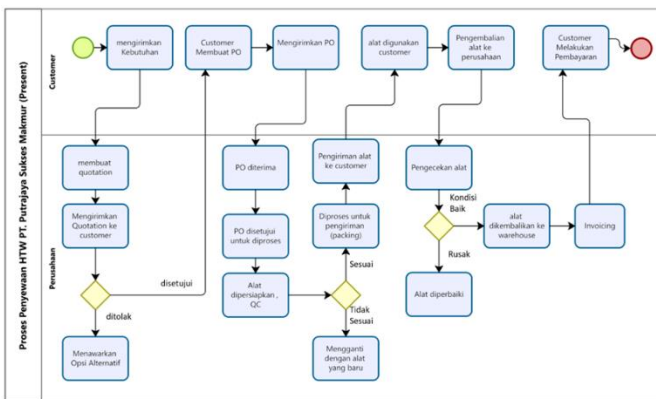 Proses Penyewaan HTW PT. Putrajaya Sukses Makmur (Present)
Customer
mengirimkan
Kebutuhan
Customer
Membuat PO
Mengirimkan PO
alat digunakan
customer
Pengembalian
alat ke
perusahaan
Customer
Melakukan
Pembayaran
Perusahaan
membuat
quotation
Mengirimkan
Quotation ke
customer
disetujui
ditolak
Menawarkan
Opsi Alternatif
PO diterima
PO disetujui
untuk diproses
Alat
dipersiapkan ,
QC
Pengiriman alat
ke customer
Diproses untuk
pengiriman
(packing)
Sesuai
Tidak
Sesuai
Mengganti
dengan alat
yang baru
Pengecekan alat
Kondisi
Baik
Rusak
Alat diperbaiki
alat
dikembalikan ke
warehouse
Invoicing